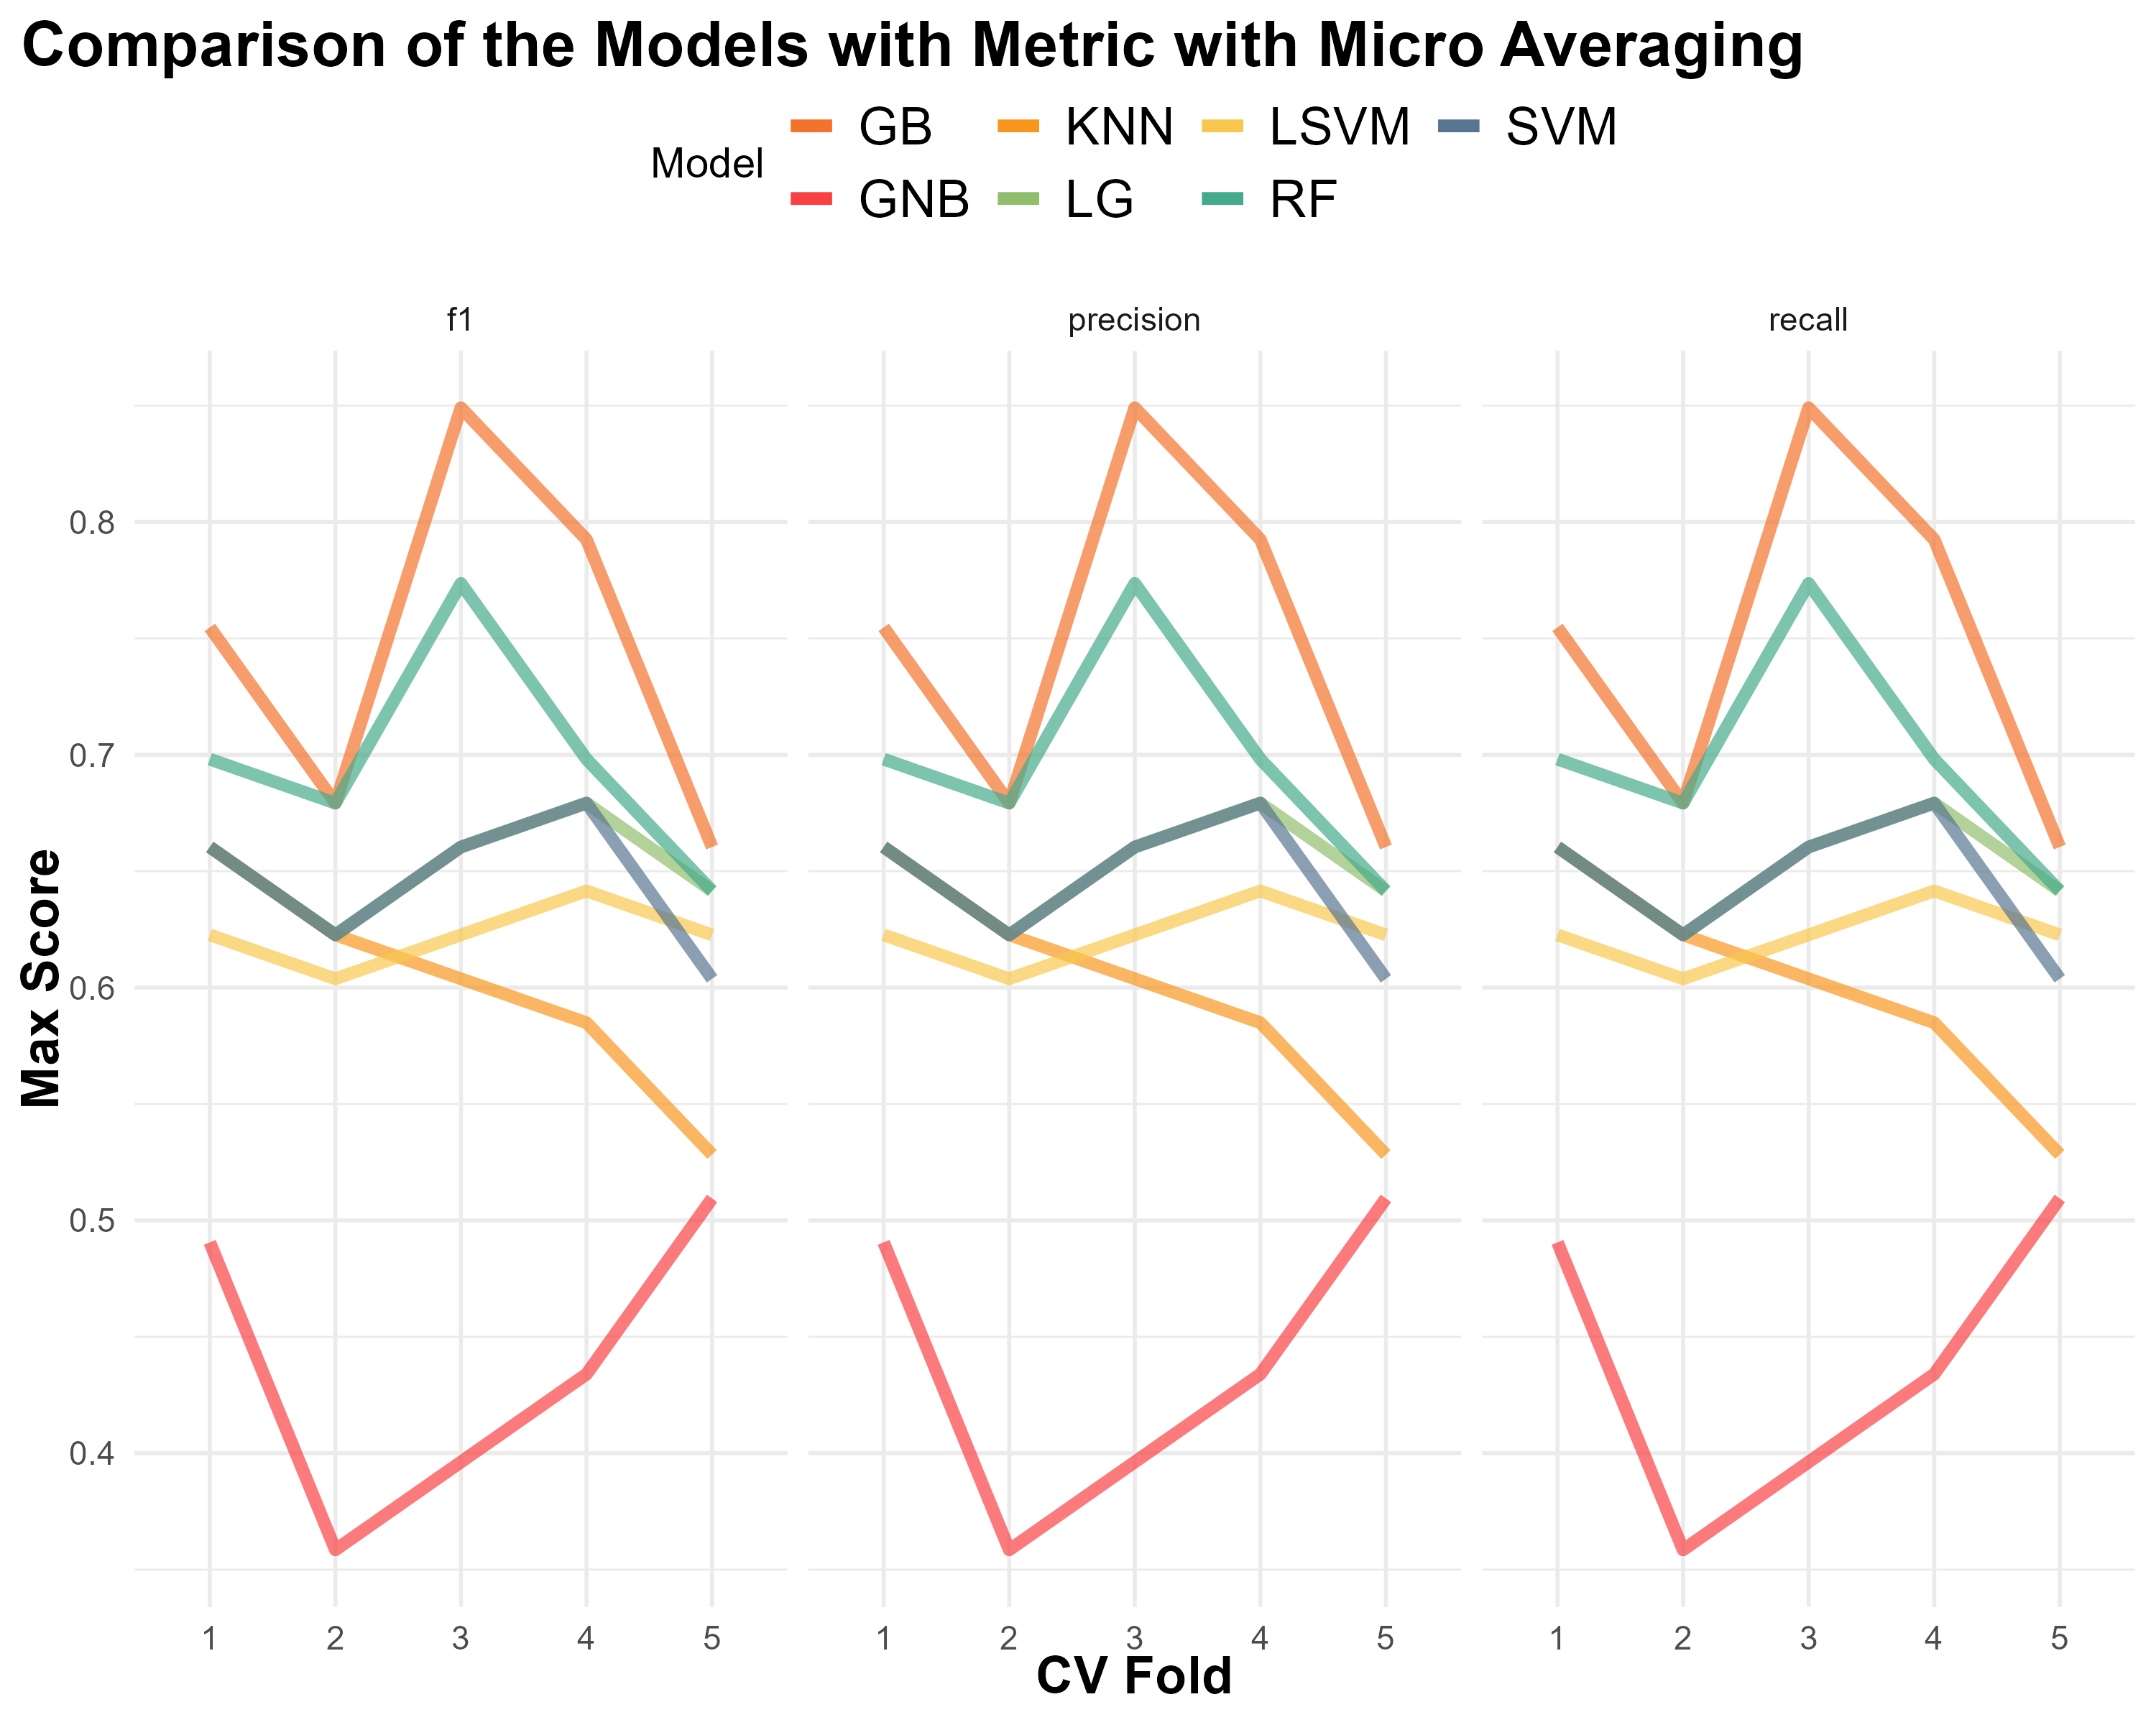 Comparison of the Models with Metric with Micro Averaging
Model
GB KNN LSVM SVM
GNB LG RF
f1 precision recall
Max Score
0.8
0.7
0.6
0.5
0.4
1 2 3 4 5 1 2 3 4 5 1 2 3 4 5
CV Fold